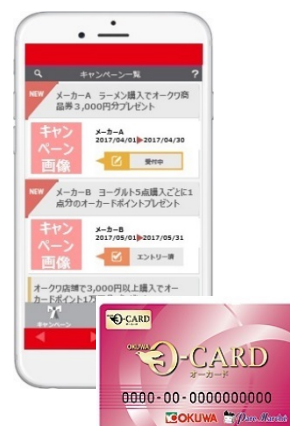 キャンペーン一覧
?
NEW
メーカーA ラーメン購入でオークワ商
品券3,000円分プレゼント
キャン
ペーン
画像
メーカーA
2017/04/01▶2017/04/30
受付中
NEW
メーカーB ヨーグルト5点購入ごとに1
点分のオーカードポイントプレゼント
キャン
ペーン
画像
メーカーB
2017/05/01▶2017/05/31
エントリー済
オークワ店舗で3,000円以上購入でオー
カードポイント1万
キャンペーン
O-CARD
OKUWA
O-CARD
オーカード
0000-00-0000000000
OKUWA Pare Marché